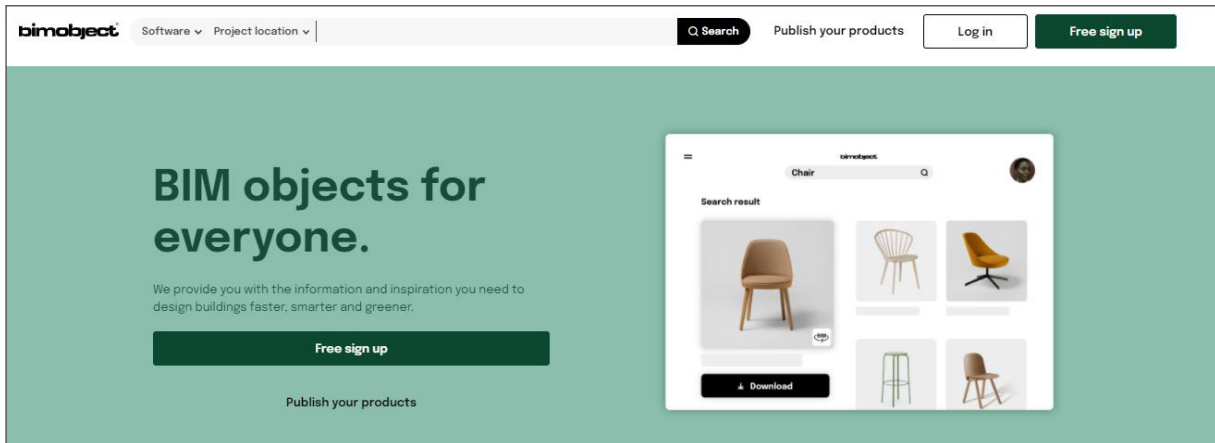 bimobject
Software Project location Search Publish your products Log in Free sign up
BIM objects for
everyone.
We provide you with the information and inspiration you need to
design buildings faster, smarter and greener.
Free sign up
Publish your products
bimobject
Chair
Search result
BIM
Download